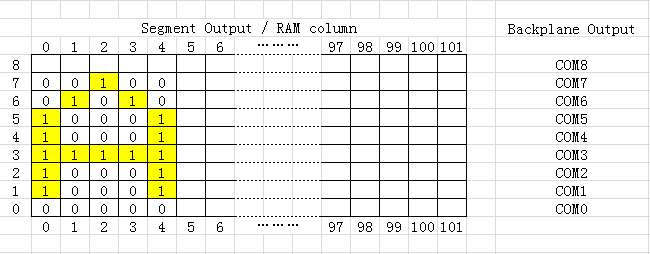 Segment Output / RAM column Backplane Output
0 1 2 3 4 5 6 ⋯⋯⋯ 97 98 99 100 101
8 COM8
7 0 0 1 0 0 COM7
6 0 1 0 1 0 COM6
5 1 0 0 0 1 COM5
4 1 0 0 0 1 COM4
3 1 1 1 1 1 COM3
2 1 0 0 0 1 COM2
1 1 0 0 0 1 COM1
0 0 0 0 0 0 COM0
0 1 2 3 4 5 6 ⋯⋯⋯ 97 98 99 100 101